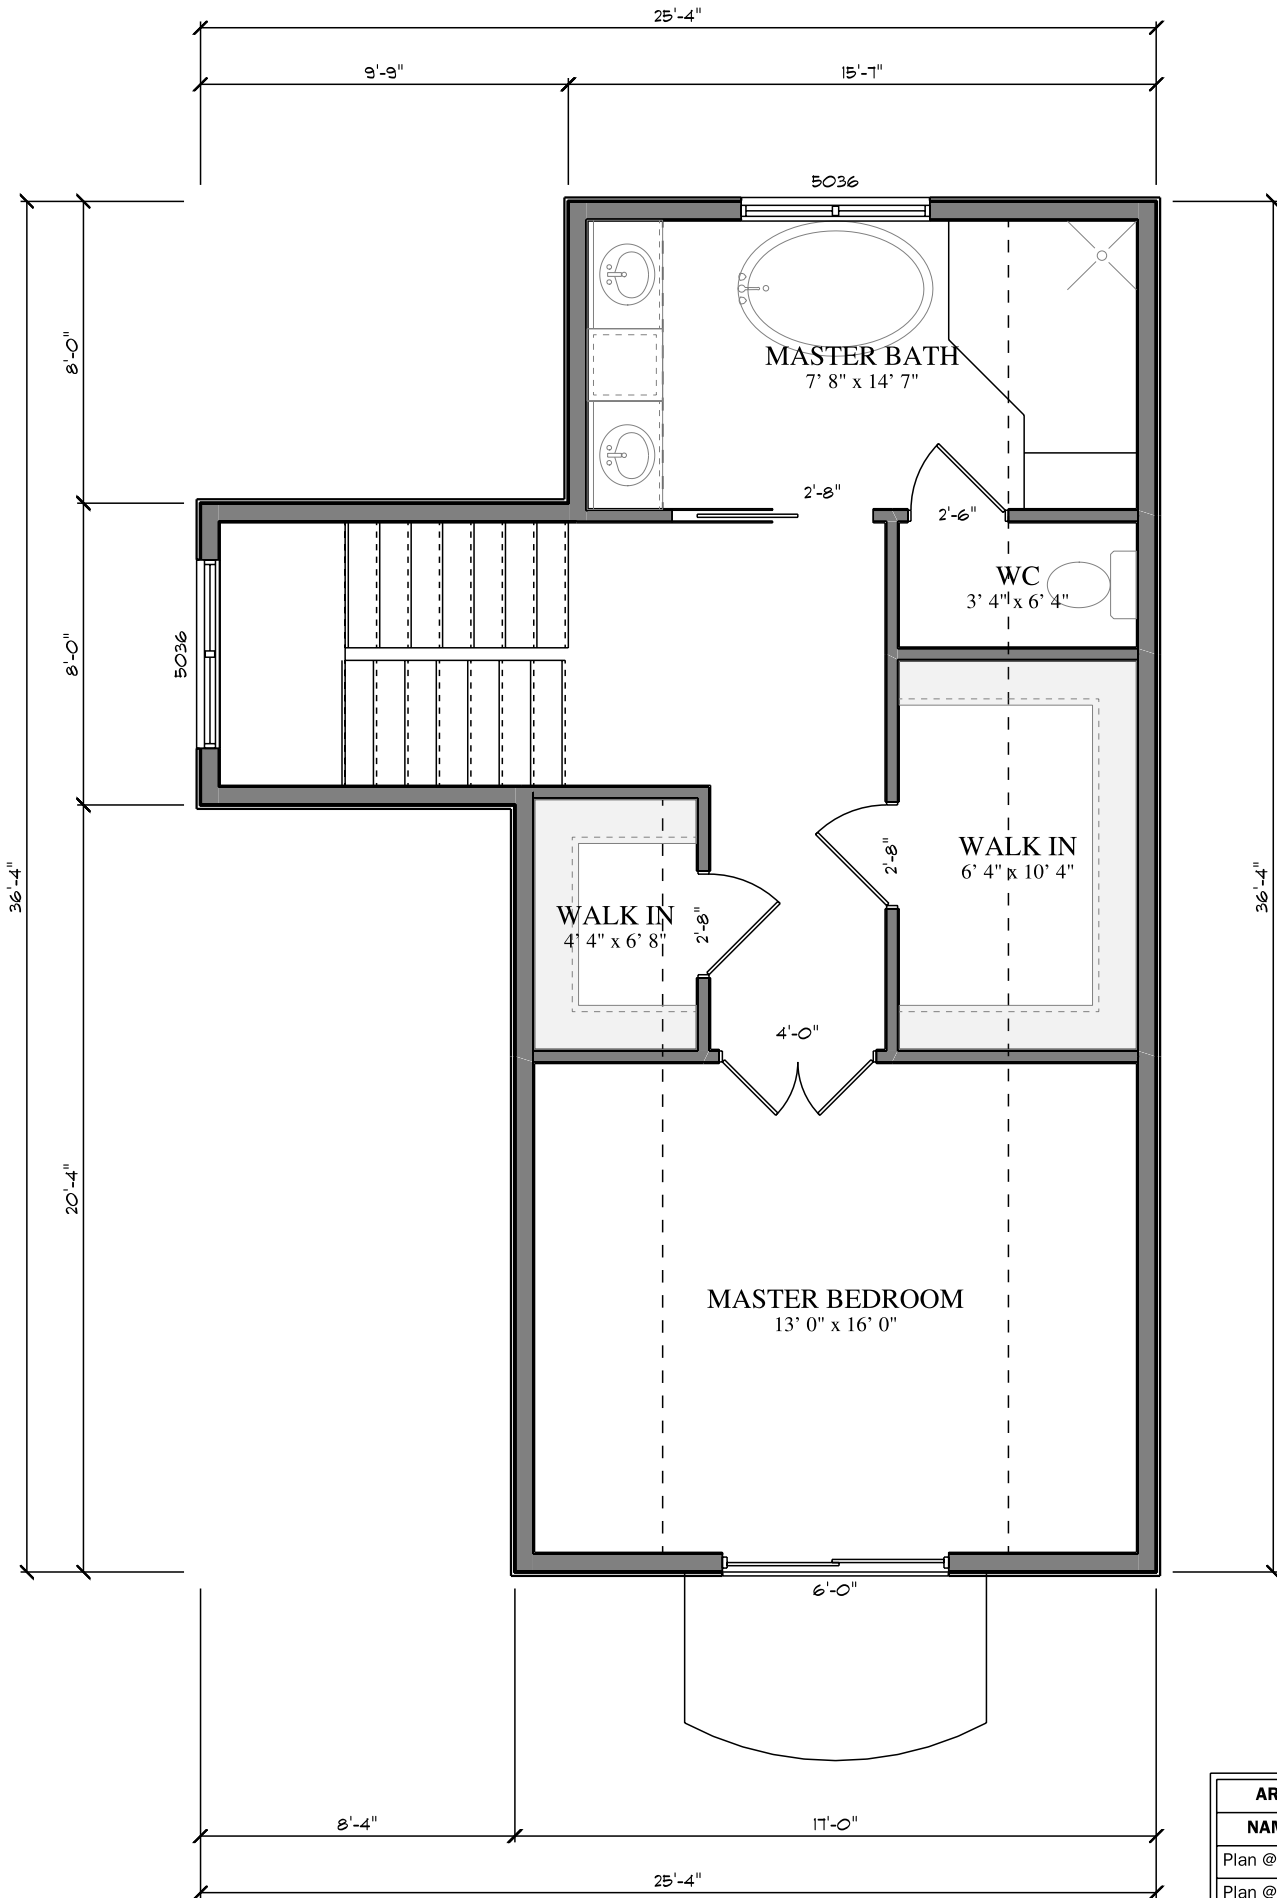 25'-4"
9'-9"
15'-7"
5036
8'-0"
MASTER BATH
7' 8" x 14' 7"
2'-8"
2'-6"
WC
3' 4" x 6' 4"
8'-0"
5036
36'-4"
36'-4"
WALK IN
6' 4" x 10' 4"
2'-8"
WALK IN
4' 4" x 6' 8"
2'-8"
4'-0"
20'-4"
MASTER BEDROOM
13' 0" x 16' 0"
6'-0"
8'-4"
17'-0"
25'-4"
Plan @
Plan @